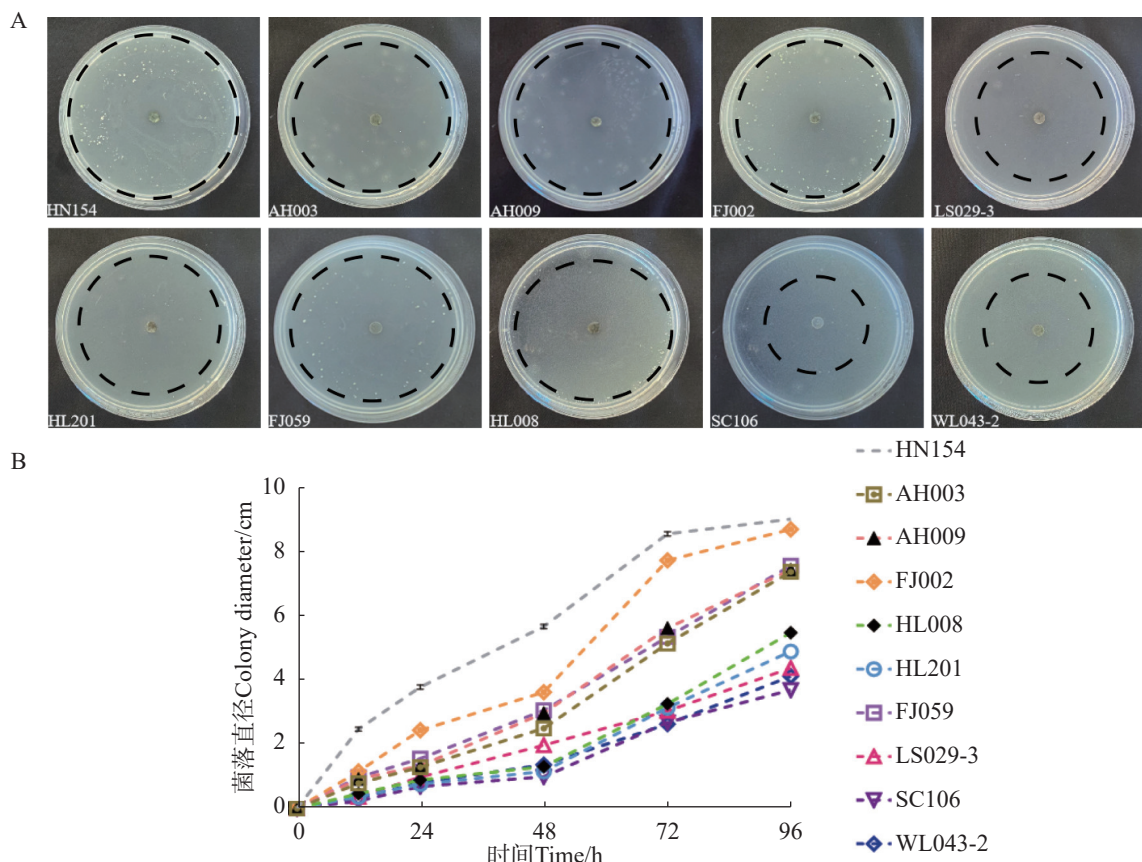 A
HN154
AH003
AH009
FJ002
LS029-3
HL201
FJ059
HL008
SC106
WL043-2
B
菌落直径Colony diameter/cm
10
8
6
4
2
0
0
24
48
72
96
时间Time/h
HN154
AH003
AH009
FJ002
HL008
HL201
FJ059
LS029-3
SC106
WL043-2